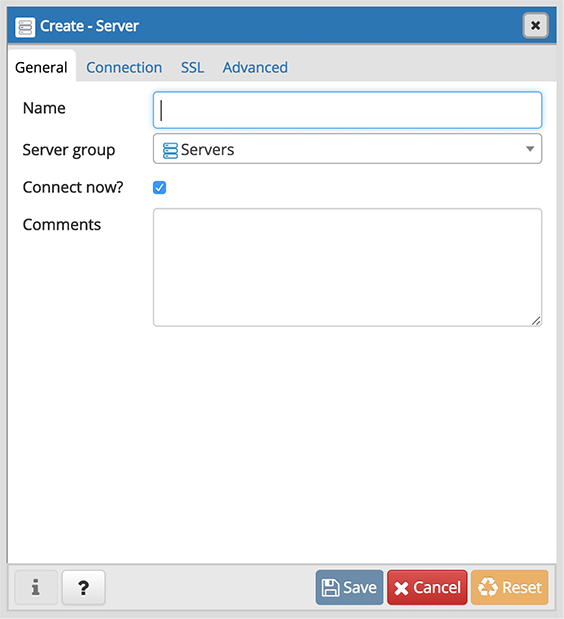 Create - Server
General Connection SSL Advanced
Name
Server group Servers
Connect now?
Comments
i ? Save Cancel Reset